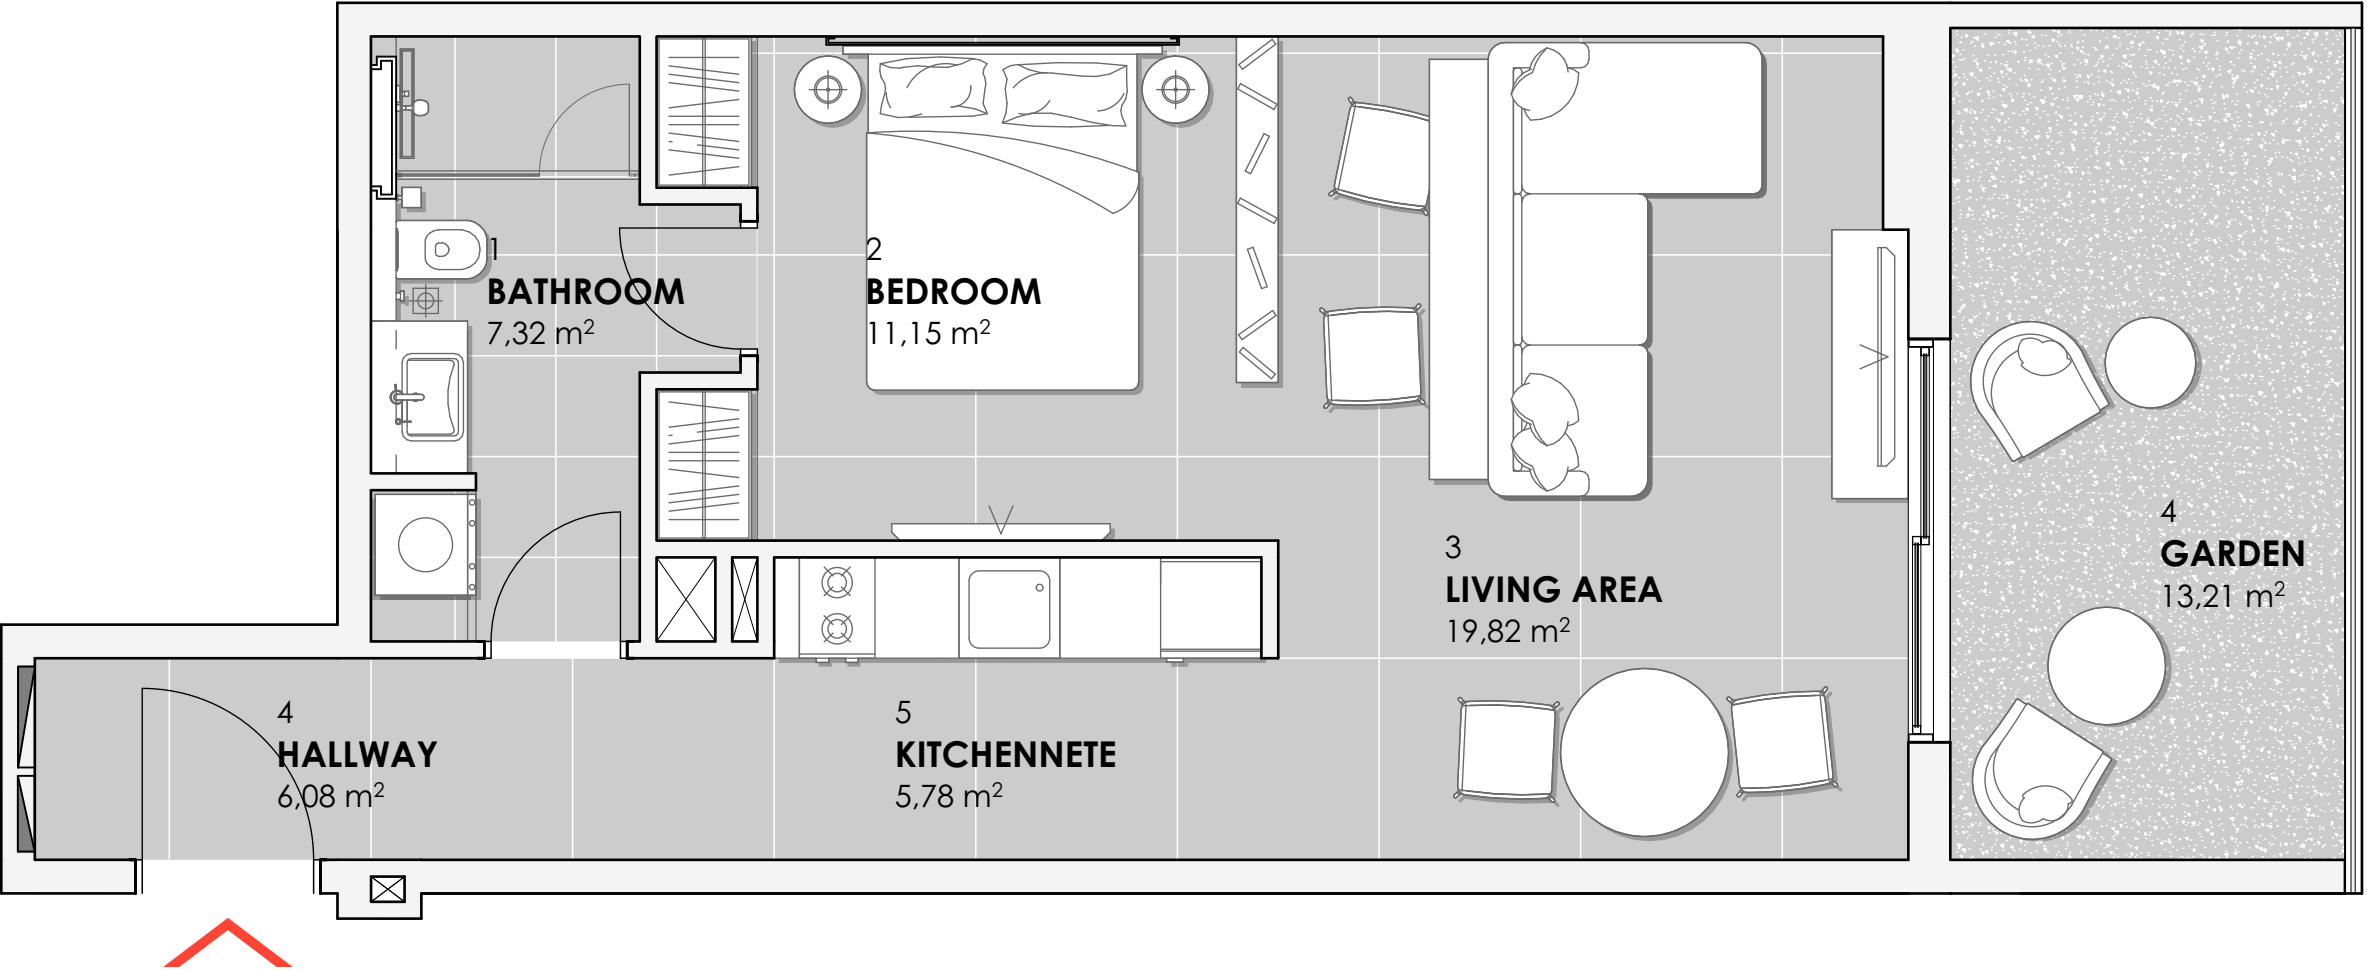 1
BATHROOM
7,32 m²
2
BEDROOM
11,15 m²
3
LIVING AREA
19,82 m²
4
GARDEN
13,21 m²
4
HALLWAY
6,08 m²
5
KITCHENNETE
5,78 m²